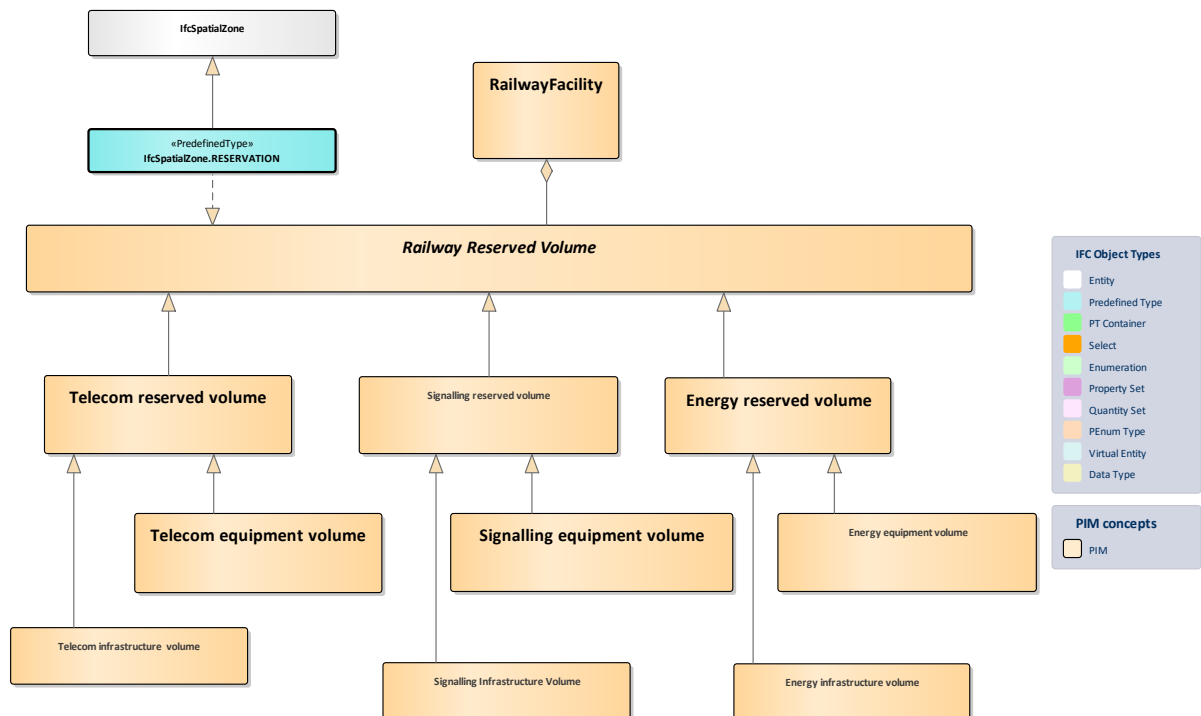 IfcSpatialZone
RailwayFacility
«PredefinedType»
IfcSpatialZone.RESERVATION
Railway Reserved Volume
Telecom reserved volume
Signalling reserved volume
Energy reserved volume
Telecom equipment volume
Signalling equipment volume
Energy equipment volume
Telecom infrastructure  volume
Signalling Infrastructure Volume
Energy infrastructure volume
IFC Object Types
Entity
Predefined Type
PT Container
Select
Enumeration
Property Set
Quantity Set
PEnum Type
Virtual Entity
Data Type
PIM concepts
PIM